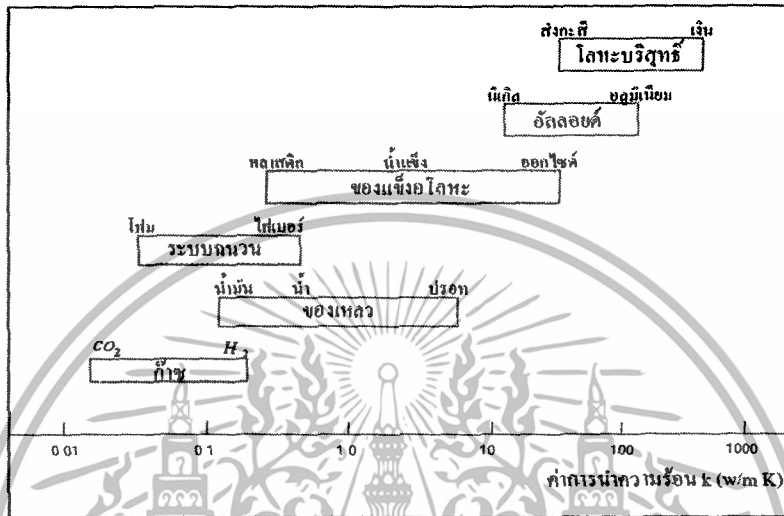 สังกะสี เงิน
โลหะบริสุทธิ์
นิเกิล อลูมิเนียม
อัลลอยด์
พลาสติก น้ำแข็ง ออกไซด์
ของแข็งอโลหะ
โฟม ไฟเบอร์
ระบบฉนวน
น้ำมัน น้ำ ปรอท
ของเหลว
CO₂ H₂
ก๊าซ
0 01 0 1 1 0 10 100 1000
ค่าการนำความร้อน k (w/m K)